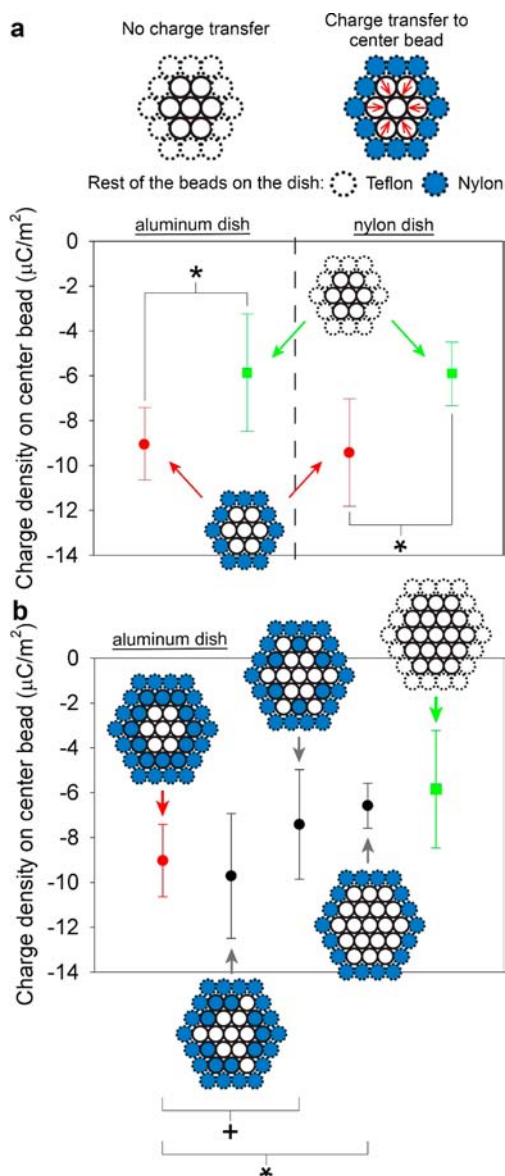 a
No charge transfer
Charge transfer to
center bead
Rest of the beads on the dish: Teflon Nylon
Charge density on center bead (μC/m²)
aluminum dish
nylon dish
0
-2
-4
-6
-8
-10
-12
-14
*
*
b
Charge density on center bead (μC/m²)
aluminum dish
0
-2
-4
-6
-8
-10
-12
-14
+
*